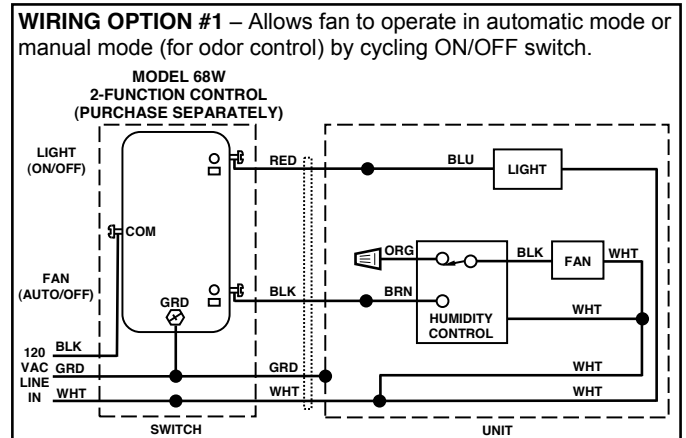 WIRING OPTION #1 – Allows fan to operate in automatic mode or
manual mode (for odor control) by cycling ON/OFF switch.
MODEL 68W
2-FUNCTION CONTROL
(PURCHASE SEPARATELY)
LIGHT
(ON/OFF)
RED
BLU
LIGHT
COM
ORG
BLK
FAN
WHT
FAN
(AUTO/OFF)
GRD
BLK
BRN
HUMIDITY
CONTROL
WHT
120
VAC
LINE
IN
BLK
GRD
GRD
WHT
WHT
WHT
WHT
SWITCH
UNIT